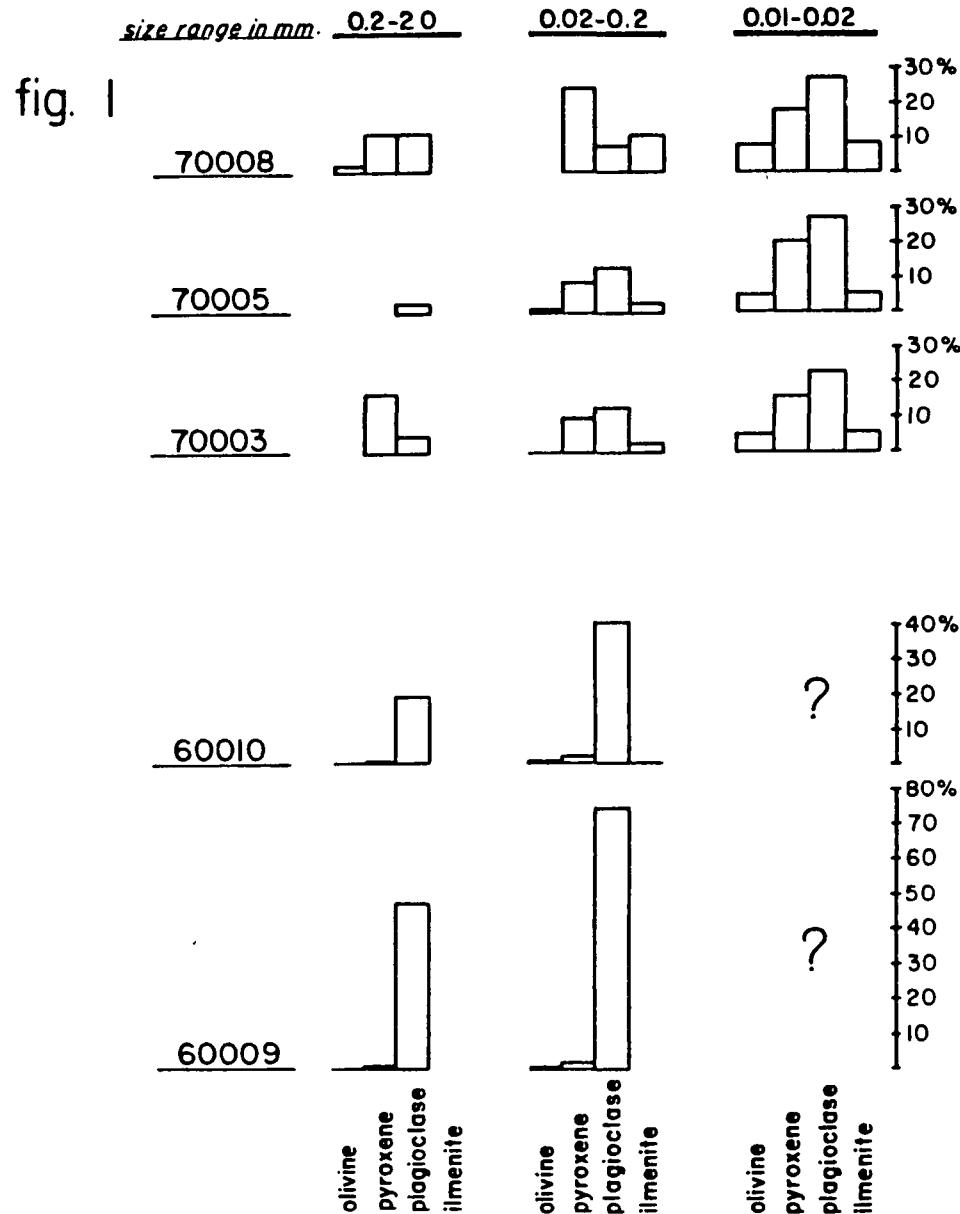 size range in mm. 0.2-2.0 0.02-0.2 0.01-0.02
fig. 1
70008
30%
20
10
70005
30%
20
10
70003
30%
20
10
60010
40%
30
20
10
?
60009
80%
70
60
50
40
30
20
10
?
olivine
pyroxene
plagioclase
ilmenite
olivine
pyroxene
plagioclase
ilmenite
olivine
pyroxene
plagioclase
ilmenite